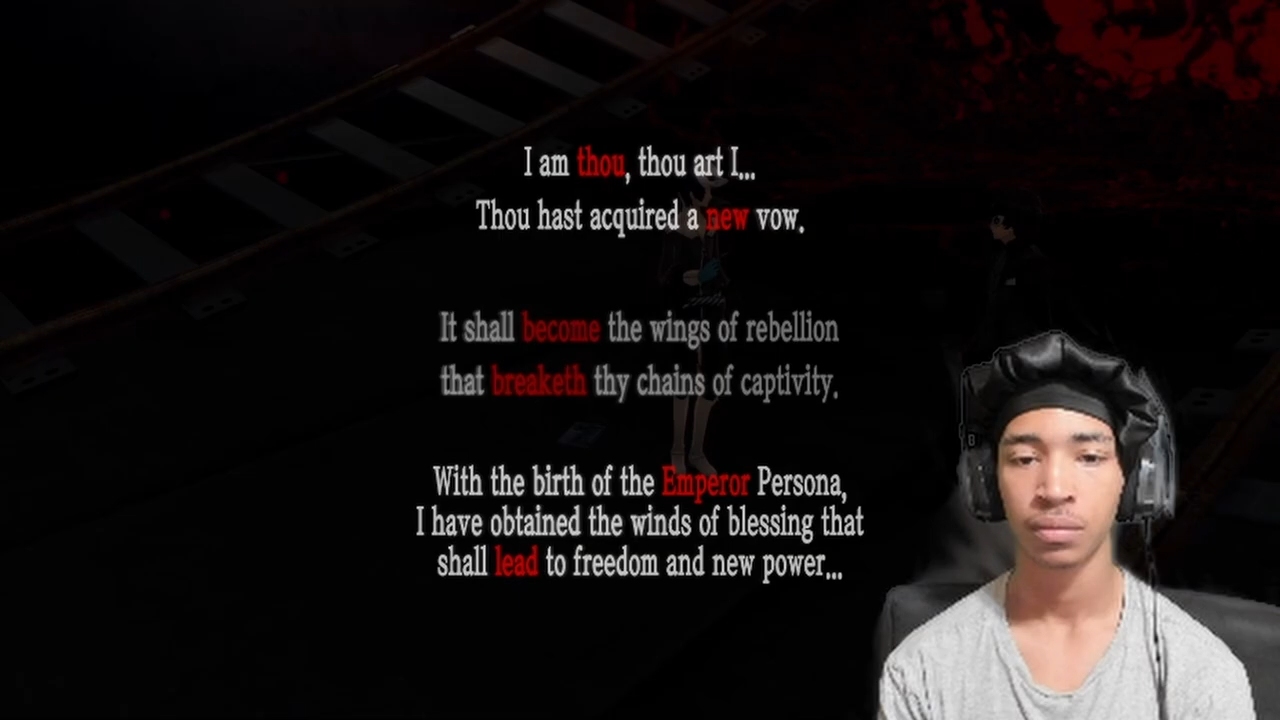 I am thou, thou art I...
Thou hast acquired a new vow.
It shall become the wings of rebellion
that breaketh thy chains of captivity.
With the birth of the Emperor Persona,
I have obtained the winds of blessing that
shall lead to freedom and new power...